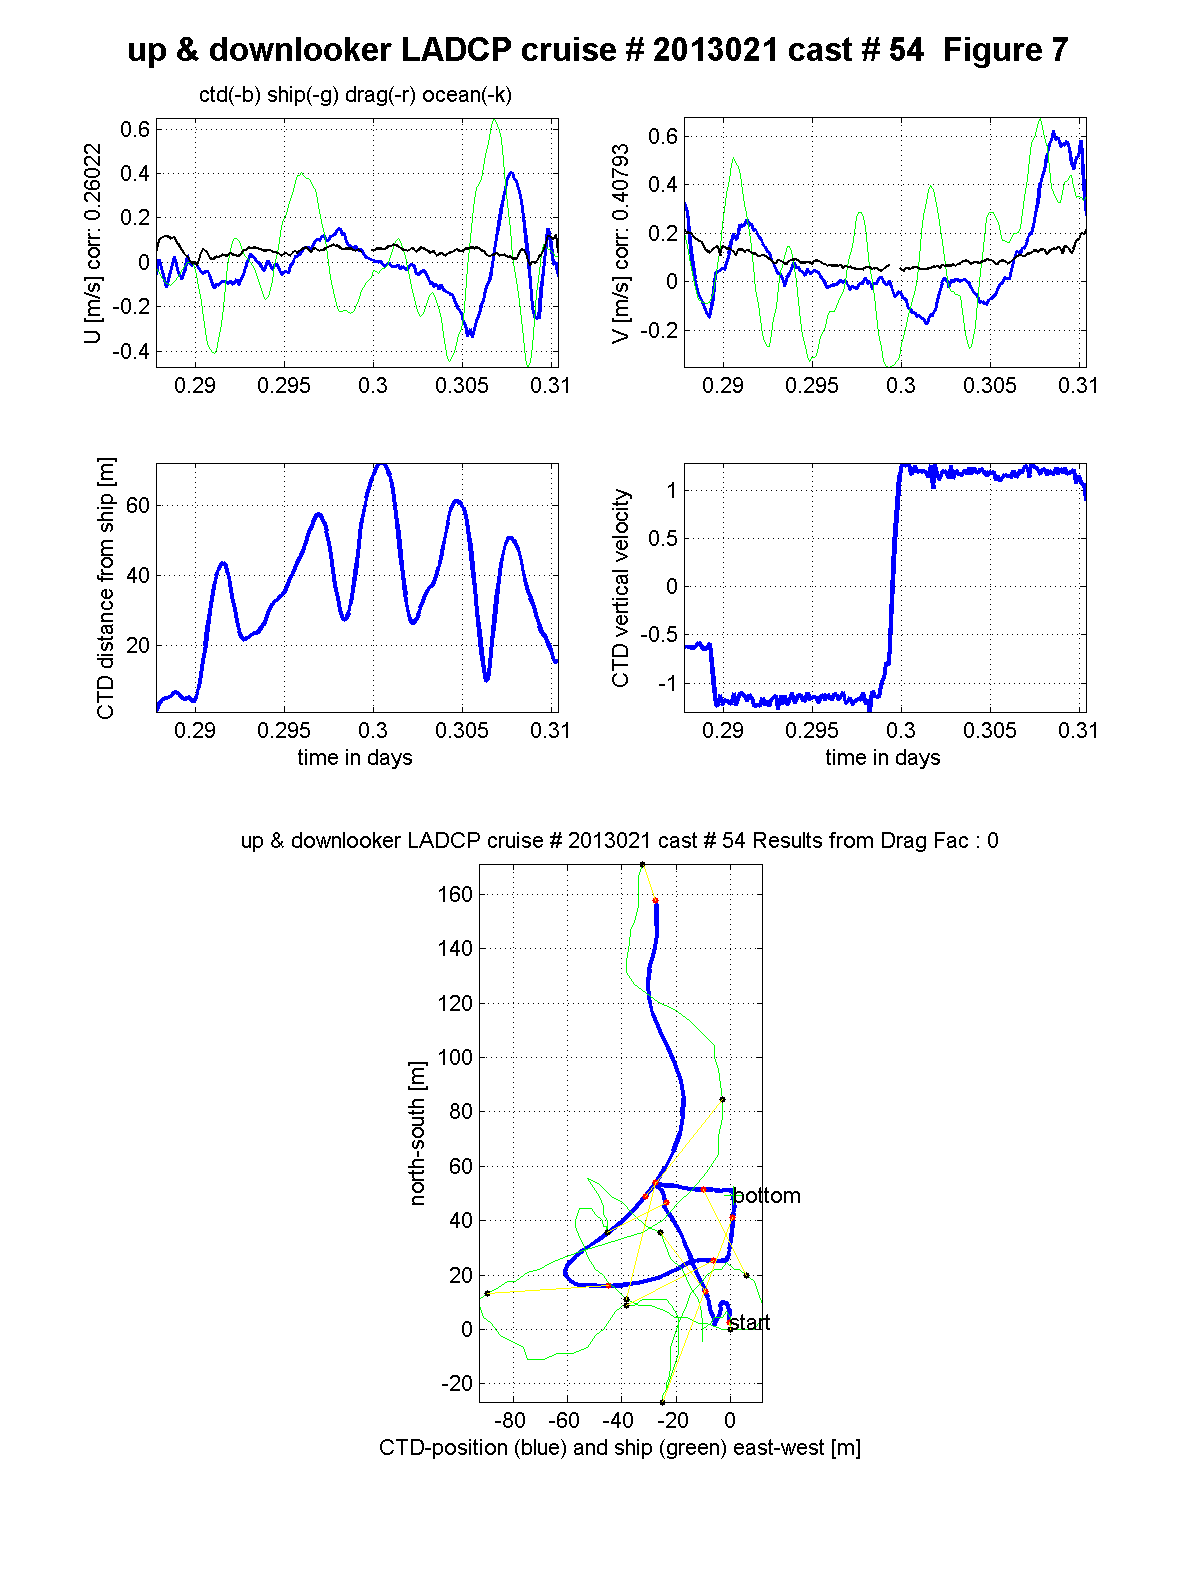 up & downlooker LADCP cruise # 2013021 cast # 54 Figure 7
ctd(-b) ship(-g) drag(-r) ocean(-k)
U [m/s] corr: 0.26022
0.6
0.4
0.2
0
-0.2
-0.4
0.29 0.295 0.3 0.305 0.31
V [m/s] corr: 0.40793
0.6
0.4
0.2
0
-0.2
0.29 0.295 0.3 0.305 0.31
CTD distance from ship [m]
60
40
20
0.29 0.295 0.3 0.305 0.31
time in days
CTD vertical velocity
1
0.5
0
-0.5
-1
0.29 0.295 0.3 0.305 0.31
time in days
up & downlooker LADCP cruise # 2013021 cast # 54 Results from Drag Fac : 0
north-south [m]
160
140
120
100
80
60
40
20
0
-20
bottom
start
-80 -60 -40 -20 0
CTD-position (blue) and ship (green) east-west [m]